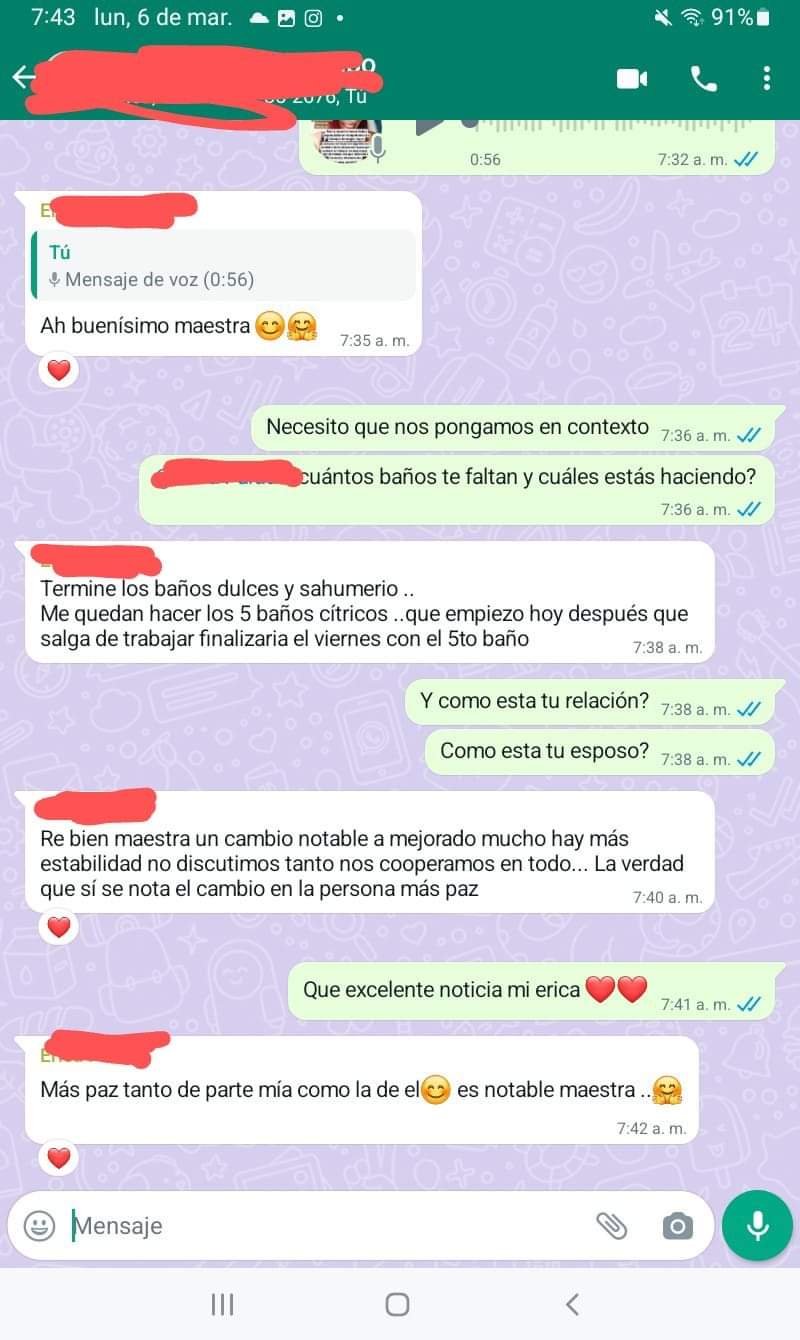 7:43 lun, 6 de mar.
91%
2076, Tú
0:56
7:32 a. m.
Tú
Mensaje de voz (0:56)
Ah buenísimo maestra 😊🤗
7:35 a. m.
Necesito que nos pongamos en contexto
7:36 a. m.
cuántos baños te faltan y cuáles estás haciendo?
7:36 a. m.
Termine los baños dulces y sahumerio ..
Me quedan hacer los 5 baños cítricos ..que empiezo hoy después que
salga de trabajar finalizaria el viernes con el 5to baño
7:38 a. m.
Y como esta tu relación?
7:38 a. m.
Como esta tu esposo?
7:38 a. m.
Re bien maestra un cambio notable a mejorado mucho hay más
estabilidad no discutimos tanto nos cooperamos en todo... La verdad
que sí se nota el cambio en la persona más paz
7:40 a. m.
Que excelente noticia mi erica ❤️❤️
7:41 a. m.
Más paz tanto de parte mía como la de el😊 es notable maestra ..🤗
7:42 a. m.
Mensaje